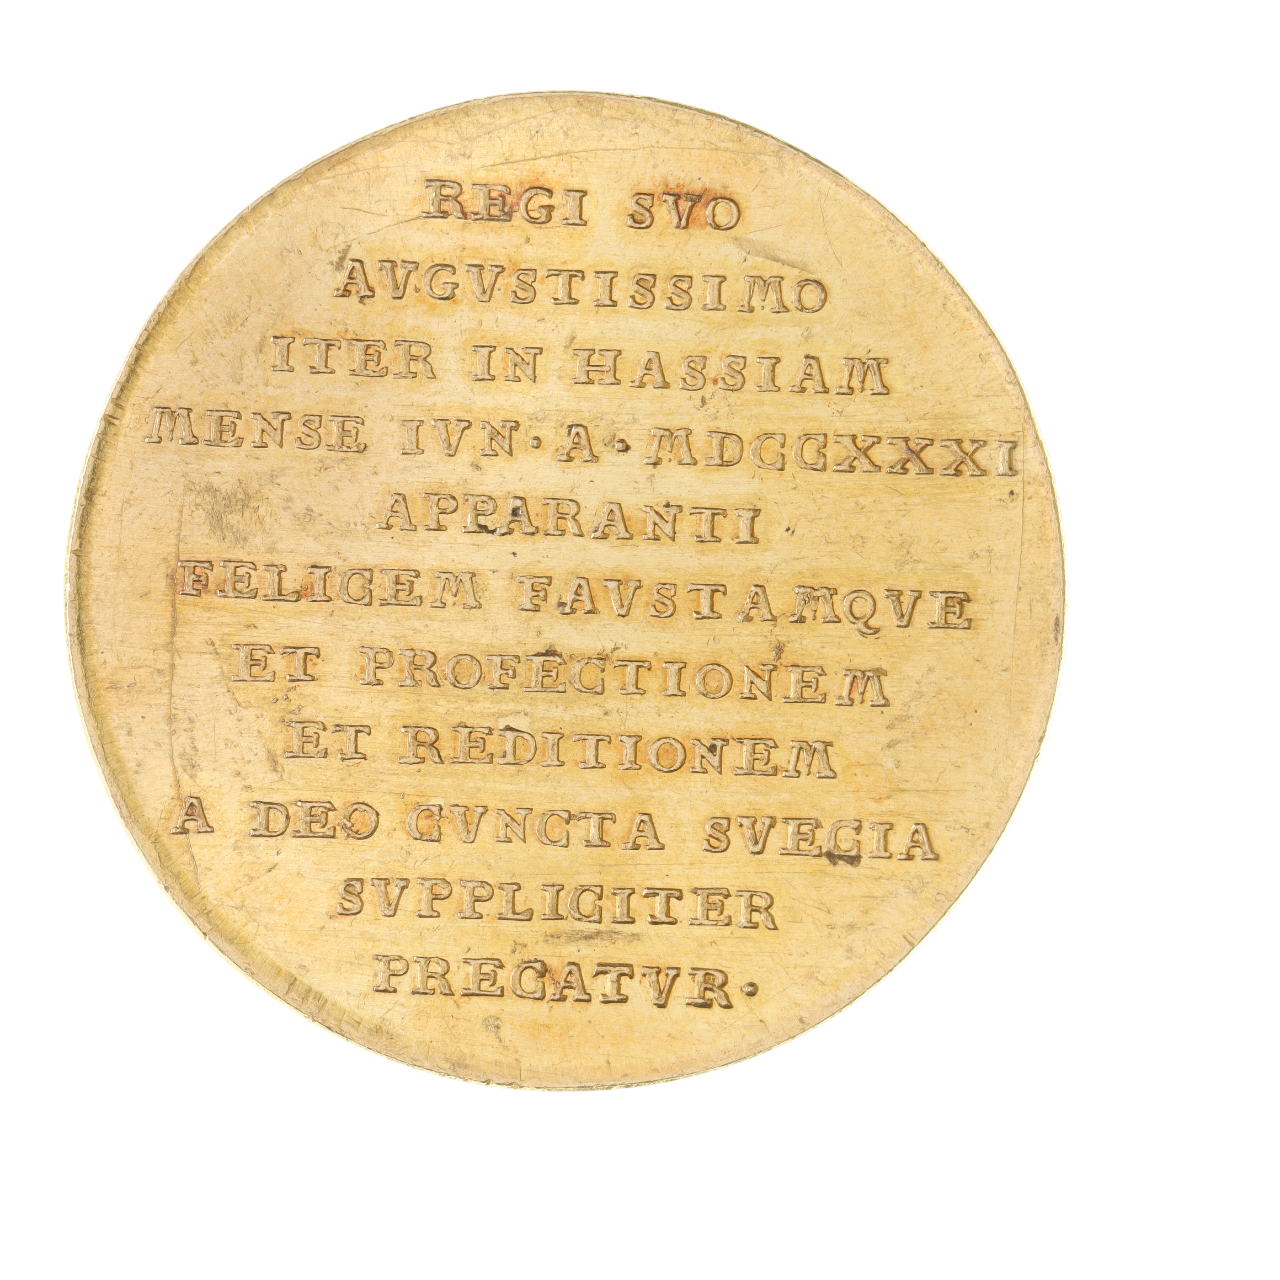 REGI SVO
AVGVSTISSIMO
ITER IN HASSIAM
MENSE IVN· A· MDCCXXXI
APPARANTI
FELICEM FAVSTAMQVE
ET PROFECTIONEM
ET REDITIONEM
A DEO CVNCTA SVECIA
SVPPLICITER
PRECATVR·